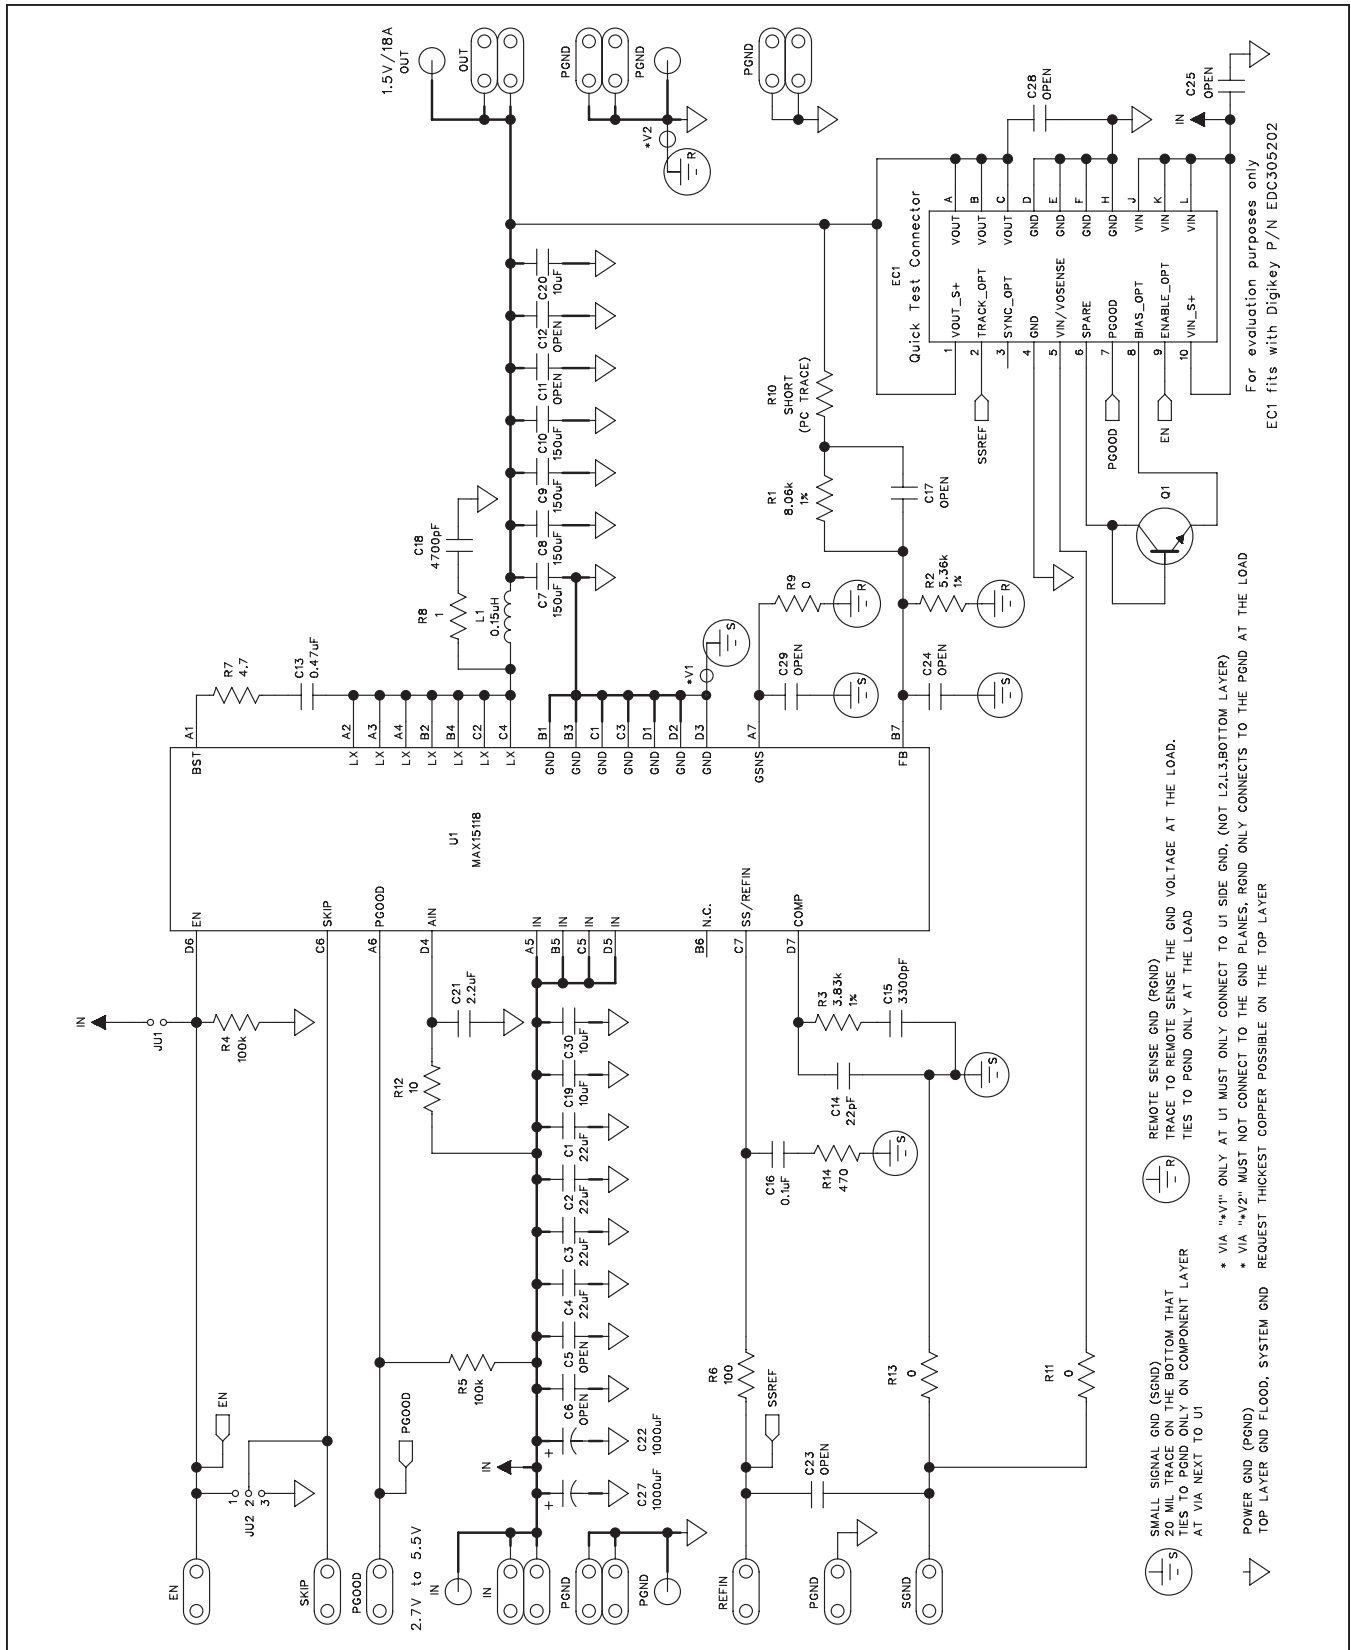 EN
SKIP
PGOOD
2.7V to 5.5V
IN
IN
PGND
PGND
REFIN
PGND
SGND
JU2
1
2
3
EN
PGOOD
IN
+
C27
1000uF
+
C22
1000uF
C6
OPEN
C5
OPEN
C4
22uF
C3
22uF
C2
22uF
C1
22uF
C19
10uF
C30
10uF
R5
100k
R12
10
C21
2.2uF
IN
JU1
R4
100k
SSREF
C23
OPEN
R6
100
R13
0
R11
0
C16
0.1uF
R14
470
S
C14
22pF
R3
3.83k
1%
C15
3300pF
S
D6
EN
C6
SKIP
A6
PGOOD
D4
AIN
A5
IN
B5
IN
C5
IN
D5
IN
B6
N.C.
C7
SS/REFIN
D7
COMP
U1
MAX15118
BST
A1
LX
A2
LX
A3
LX
A4
LX
B2
LX
B4
LX
C2
LX
C4
GND
B1
GND
B3
GND
C1
GND
C3
GND
D1
GND
D2
GND
D3
GSNS
A7
FB
B7
R7
4.7
C13
0.47uF
R8
1
C18
4700pF
L1
0.15uH
C7
150uF
C8
150uF
C9
150uF
C10
150uF
C11
OPEN
C12
OPEN
C20
10uF
*V1
S
C29
OPEN
S
R9
0
R
C24
OPEN
S
R2
5.36k
1%
R
R1
8.06k
1%
C17
OPEN
R10
SHORT
(PC TRACE)
1.5V/18A
OUT
OUT
PGND
PGND
*V2
R
PGND
EC1
Quick Test Connector
1
VOUT_S+
2
TRACK_OPT
3
SYNC_OPT
4
GND
5
VIN/VOSENSE
6
SPARE
7
PGOOD
8
BIAS_OPT
9
ENABLE_OPT
10
VIN_S+
VOUT
A
VOUT
B
VOUT
C
GND
D
GND
E
GND
F
GND
H
VIN
J
VIN
K
VIN
L
SSREF
PGOOD
EN
Q1
C28
OPEN
IN
C25
OPEN
For evaluation purposes only
EC1 fits with Digikey P/N EDC305202
S
SMALL SIGNAL GND (SGND)
20 MIL TRACE ON THE BOTTOM THAT
TIES TO PGND ONLY ON COMPONENT LAYER
AT VIA NEXT TO U1
R
REMOTE SENSE GND (RGND)
TRACE TO REMOTE SENSE THE GND VOLTAGE AT THE LOAD.
TIES TO PGND ONLY AT THE LOAD
* VIA "*V1" ONLY AT U1 MUST ONLY CONNECT TO U1 SIDE GND, (NOT L2,L3,BOTTOM LAYER)
* VIA "*V2" MUST NOT CONNECT TO THE GND PLANES, RGND ONLY CONNECTS TO THE PGND AT THE LOAD
POWER GND (PGND)
TOP LAYER GND FLOOD, SYSTEM GND REQUEST THICKEST COPPER POSSIBLE ON THE TOP LAYER